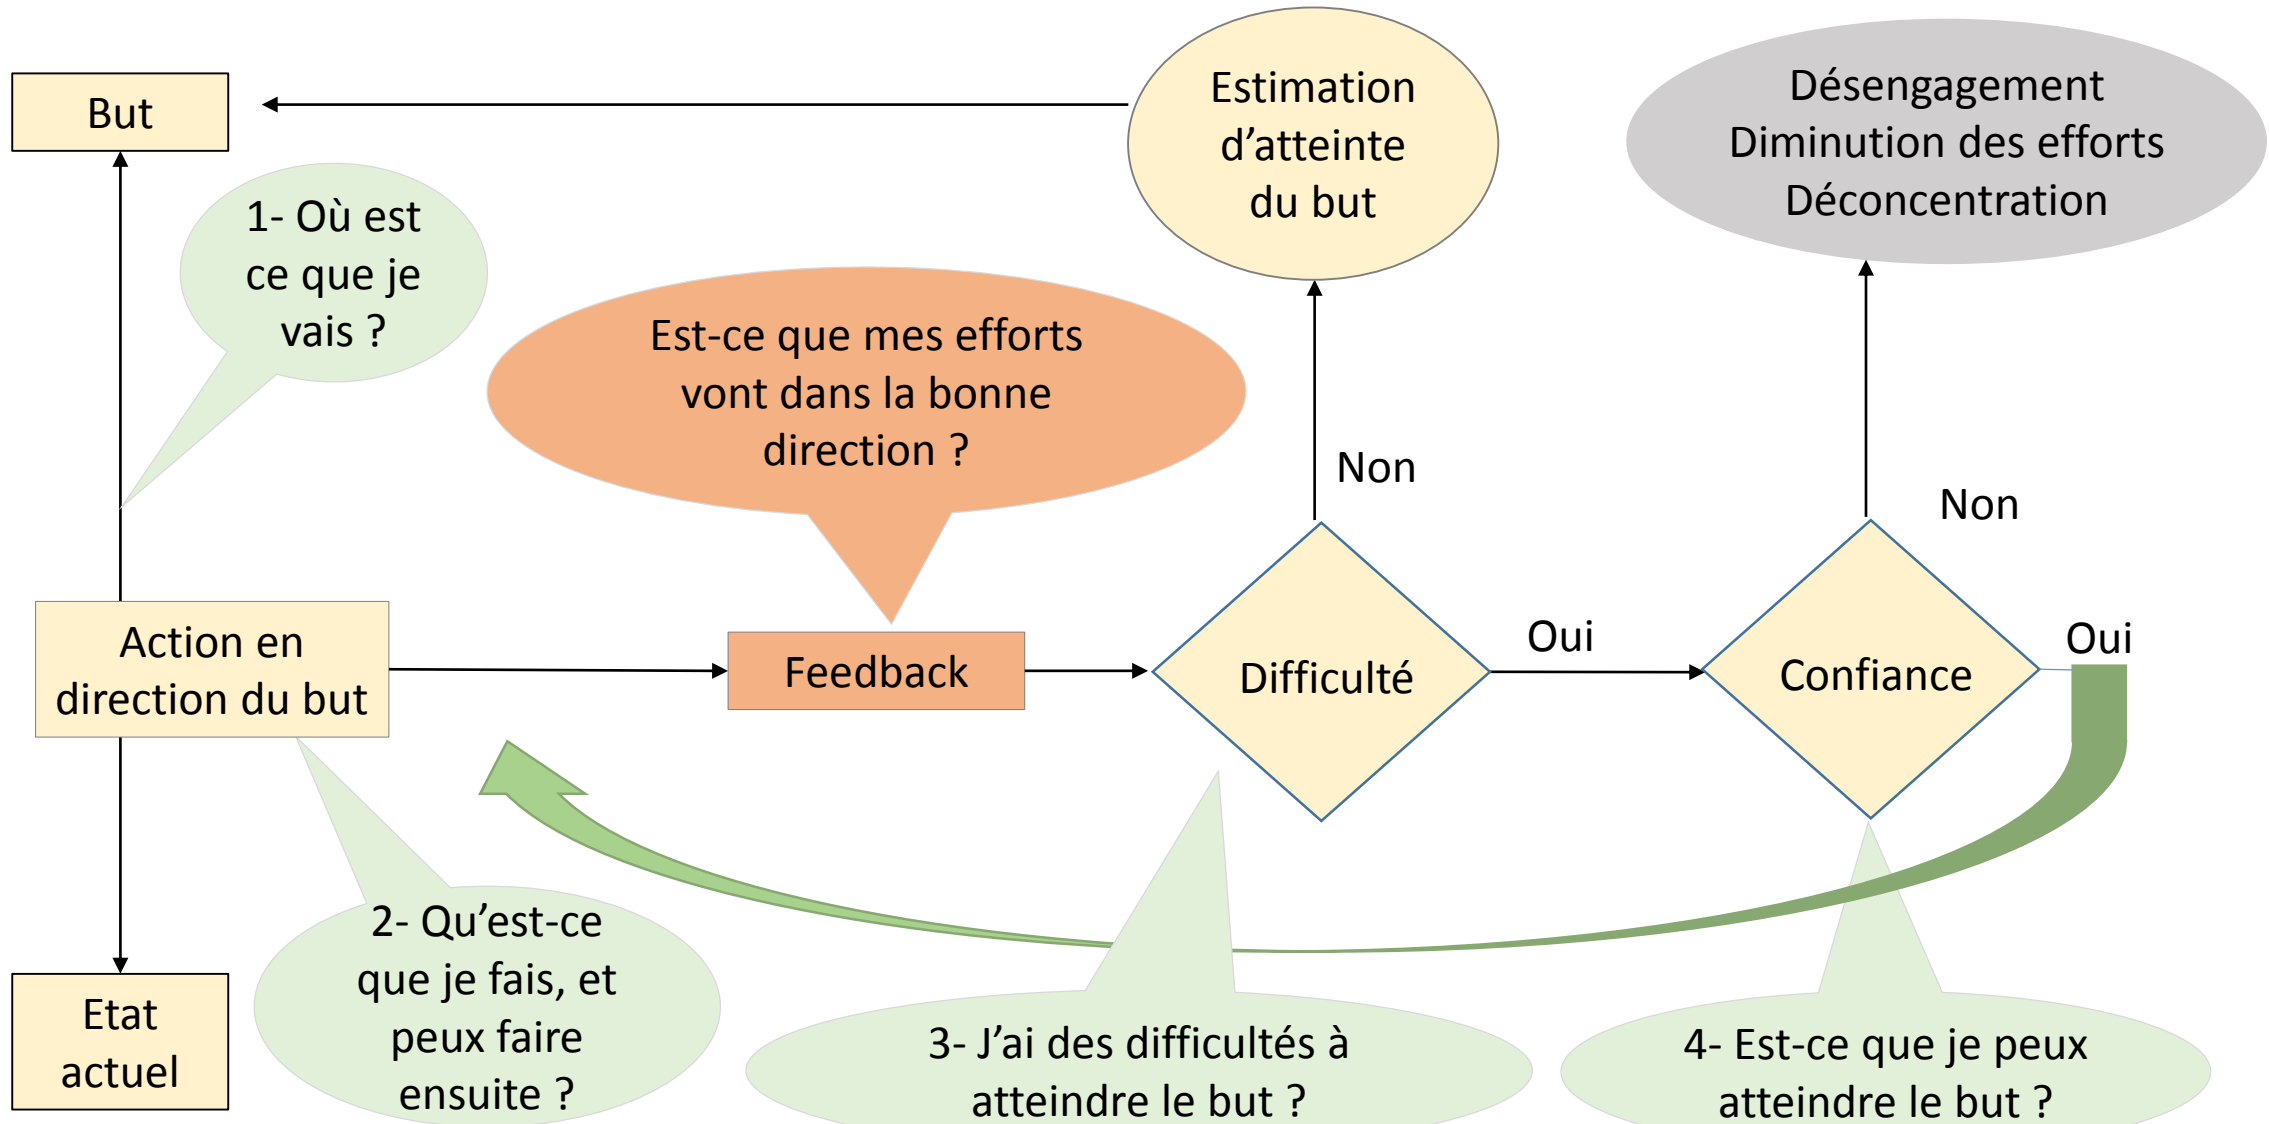 But
Estimation
d’atteinte
du but
Désengagement
Diminution des efforts
Déconcentration
1- Où est
ce que je
vais ?
Est-ce que mes efforts
vont dans la bonne
direction ?
Non
Non
Action en
direction du but
Feedback
Difficulté
Oui
Confiance
Oui
2- Qu’est-ce
que je fais, et
peux faire
ensuite ?
Etat
actuel
3- J’ai des difficultés à
atteindre le but ?
4- Est-ce que je peux
atteindre le but ?